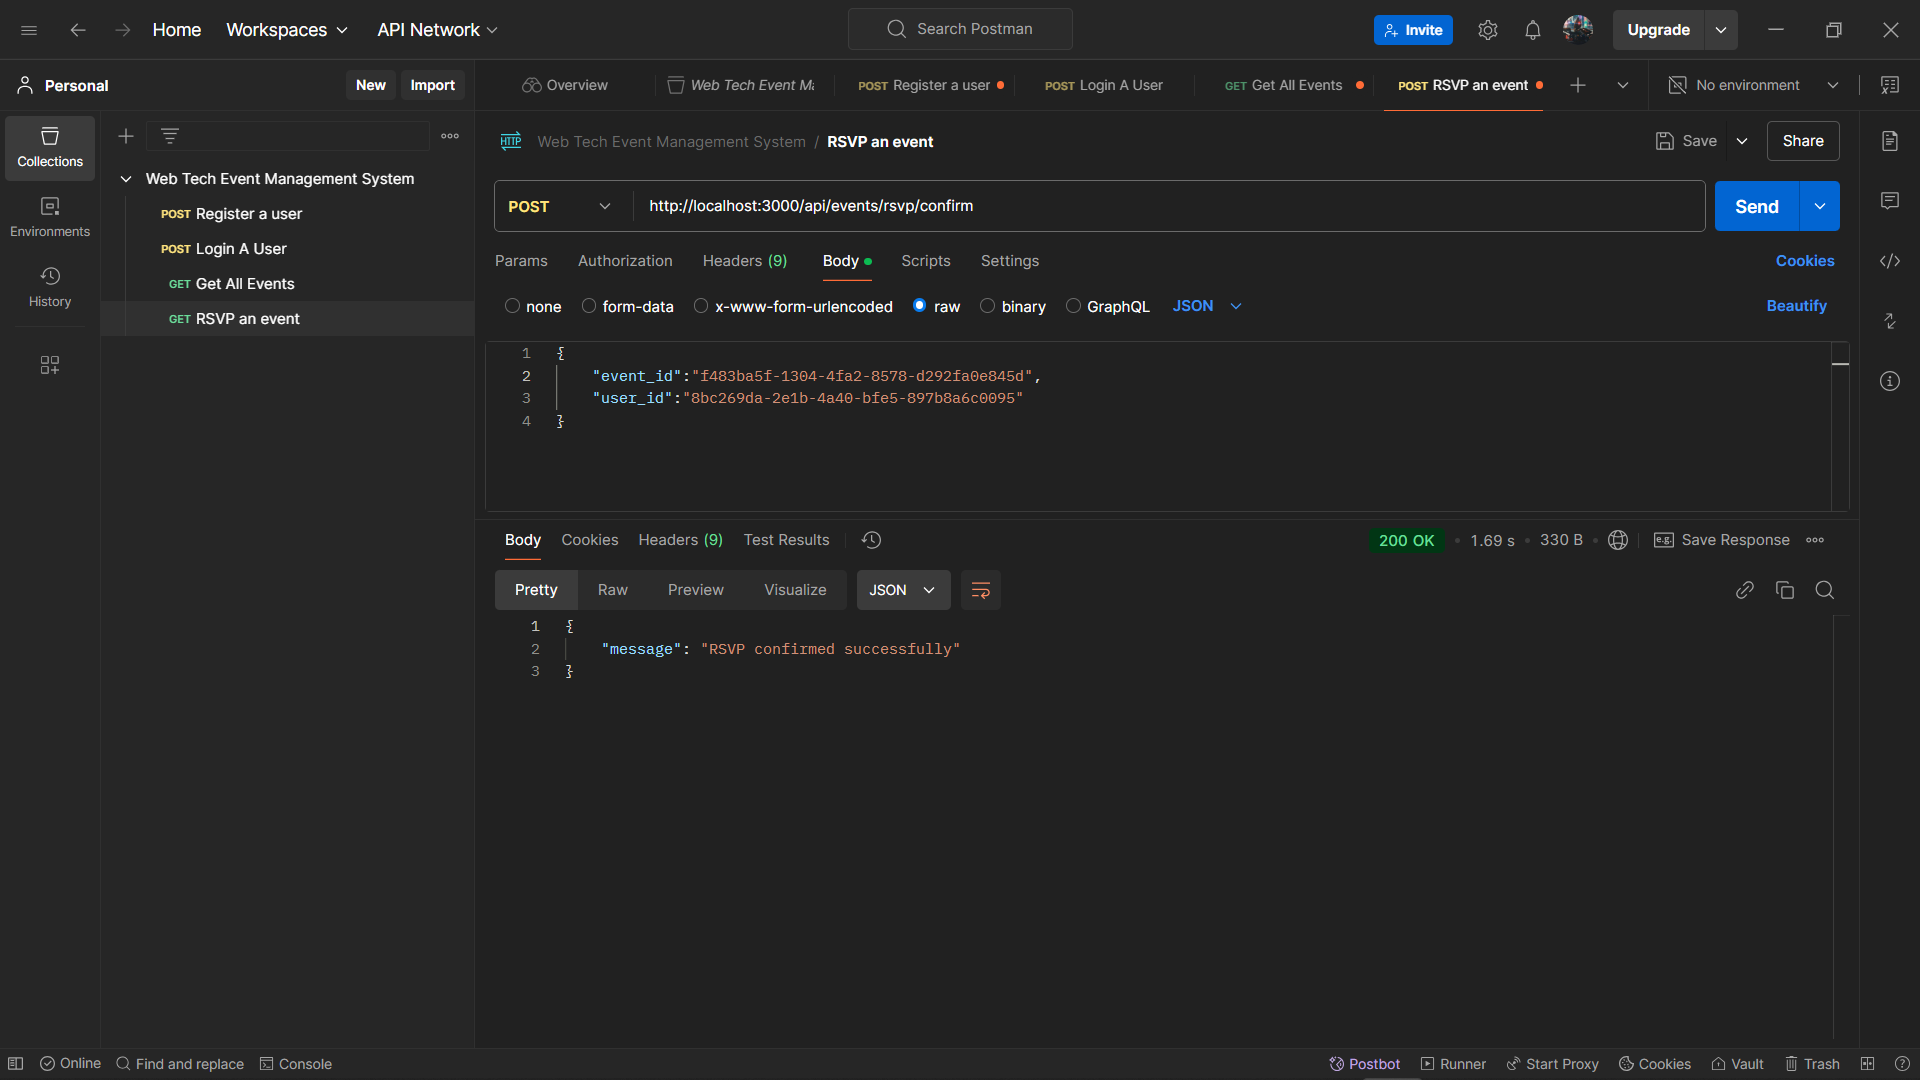 Home Workspaces API Network Search Postman Invite Upgrade
Personal New Import
Overview Web Tech Event Ma POST Register a user POST Login A User GET Get All Events POST RSVP an event No environment
Collections
Environments
History
Web Tech Event Management System
POST Register a user
POST Login A User
GET Get All Events
GET RSVP an event
HTTP Web Tech Event Management System / RSVP an event Save Share
POST http://localhost:3000/api/events/rsvp/confirm Send
Params Authorization Headers (9) Body Scripts Settings Cookies
none form-data x-www-form-urlencoded raw binary GraphQL JSON Beautify
1 {
2 "event_id":"f483ba5f-1304-4fa2-8578-d292fa0e845d",
3 "user_id":"8bc269da-2e1b-4a40-bfe5-897b8a6c0095"
4 }
Body Cookies Headers (9) Test Results 200 OK • 1.69 s • 330 B • e.g. Save Response
Pretty Raw Preview Visualize JSON
1 {
2 "message": "RSVP confirmed successfully"
3 }
Online Find and replace Console Postbot Runner Start Proxy Cookies Vault Trash